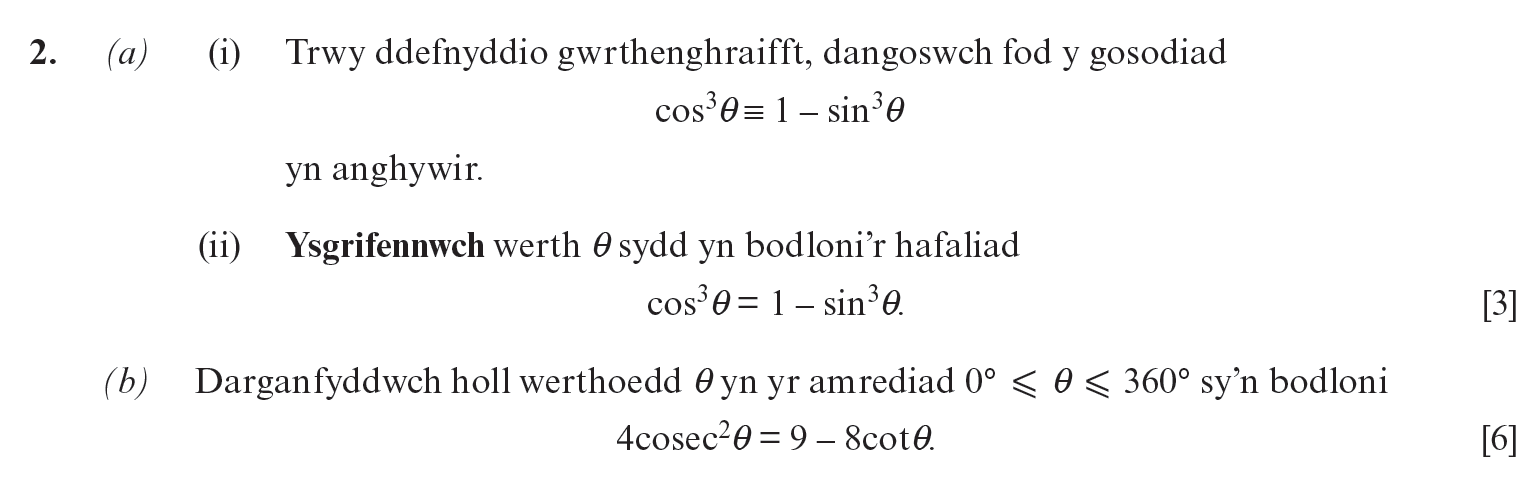 2. (a) (i) Trwy ddefnyddio gwrthenghraifft, dangoswch fod y gosodiad
cos³θ ≡ 1 – sin³θ
yn anghywir.
(ii) Ysgrifennwch werth θ sydd yn bodloni’r hafaliad
cos³θ = 1 – sin³θ. [3]
(b) Darganfyddwch holl werthoedd θ yn yr amrediad 0° ⩽ θ ⩽ 360° sy’n bodloni
4cosec²θ = 9 – 8cotθ. [6]